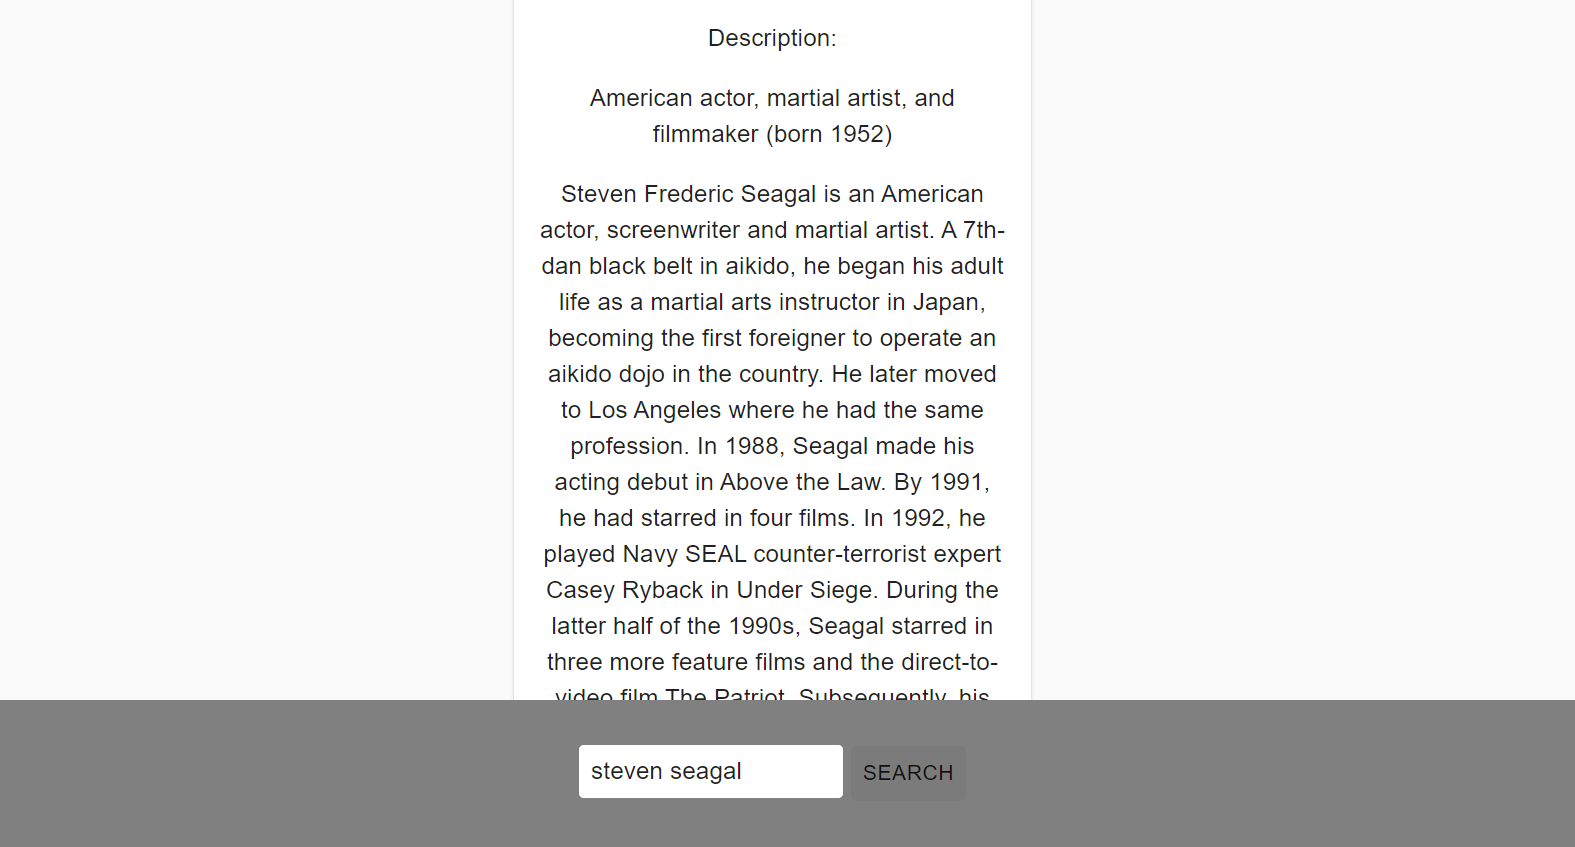 Description:
American actor, martial artist, and
filmmaker (born 1952)
Steven Frederic Seagal is an American
actor, screenwriter and martial artist. A 7th-
dan black belt in aikido, he began his adult
life as a martial arts instructor in Japan,
becoming the first foreigner to operate an
aikido dojo in the country. He later moved
to Los Angeles where he had the same
profession. In 1988, Seagal made his
acting debut in Above the Law. By 1991,
he had starred in four films. In 1992, he
played Navy SEAL counter-terrorist expert
Casey Ryback in Under Siege. During the
latter half of the 1990s, Seagal starred in
three more feature films and the direct-to-
video film The Patriot. Subsequently, his
steven seagal
SEARCH